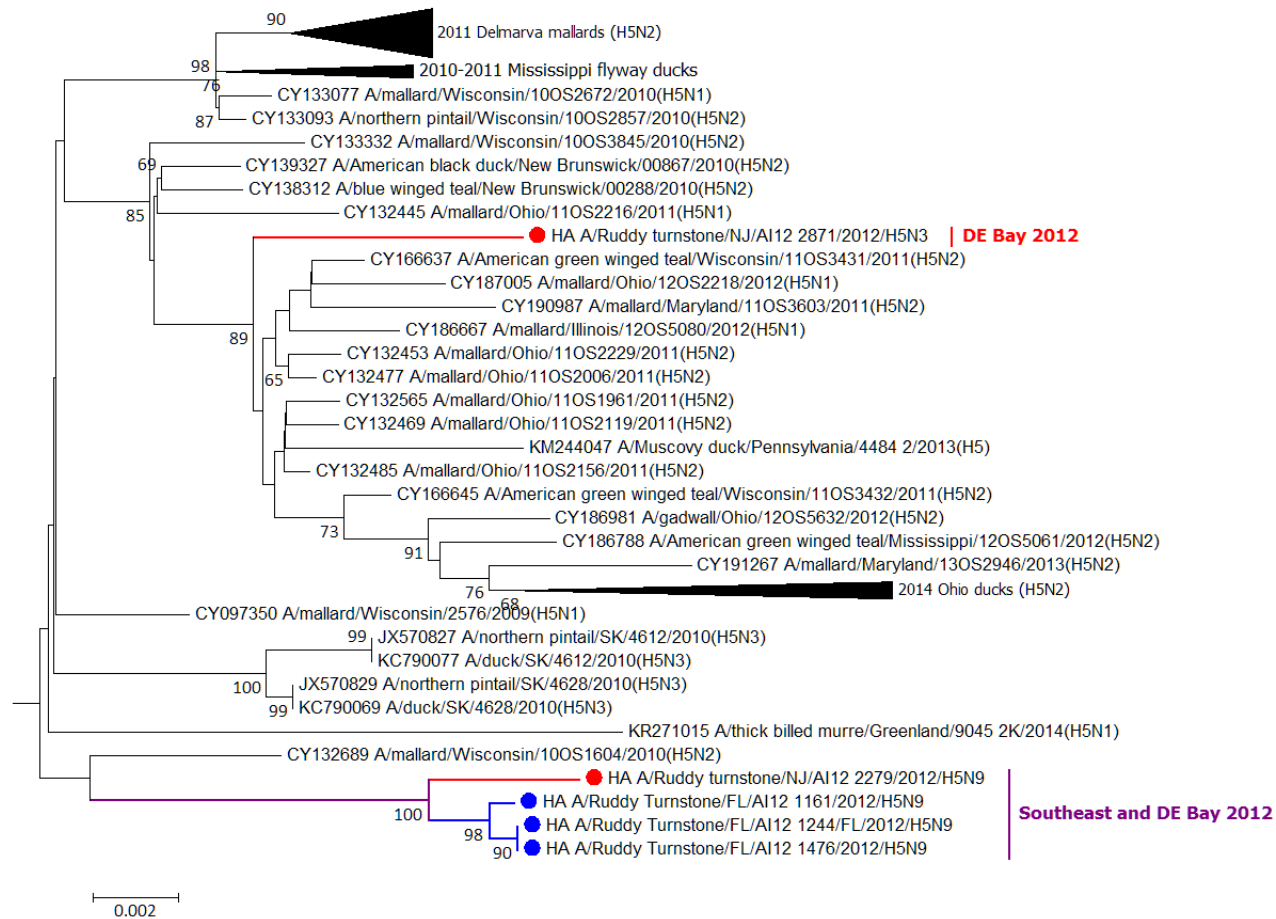 90
2011 Delmarva mallards (H5N2)
98
2010-2011 Mississippi flyway ducks
76
CY133077 A/mallard/Wisconsin/10OS2672/2010(H5N1)
87
CY133093 A/northern pintail/Wisconsin/10OS2857/2010(H5N2)
CY133332 A/mallard/Wisconsin/10OS3845/2010(H5N2)
69
CY139327 A/American black duck/New Brunswick/00867/2010(H5N2)
CY138312 A/blue winged teal/New Brunswick/00288/2010(H5N2)
85
CY132445 A/mallard/Ohio/11OS2216/2011(H5N1)
HA A/Ruddy turnstone/NJ/AI12 2871/2012/H5N3
DE Bay 2012
CY166637 A/American green winged teal/Wisconsin/11OS3431/2011(H5N2)
CY187005 A/mallard/Ohio/12OS2218/2012(H5N1)
CY190987 A/mallard/Maryland/11OS3603/2011(H5N2)
CY186667 A/mallard/Illinois/12OS5080/2012(H5N1)
89
CY132453 A/mallard/Ohio/11OS2229/2011(H5N2)
65
CY132477 A/mallard/Ohio/11OS2006/2011(H5N2)
CY132565 A/mallard/Ohio/11OS1961/2011(H5N2)
CY132469 A/mallard/Ohio/11OS2119/2011(H5N2)
KM244047 A/Muscovy duck/Pennsylvania/4484 2/2013(H5)
CY132485 A/mallard/Ohio/11OS2156/2011(H5N2)
CY166645 A/American green winged teal/Wisconsin/11OS3432/2011(H5N2)
73
CY186981 A/gadwall/Ohio/12OS5632/2012(H5N2)
CY186788 A/American green winged teal/Mississippi/12OS5061/2012(H5N2)
91
CY191267 A/mallard/Maryland/13OS2946/2013(H5N2)
76
68
2014 Ohio ducks (H5N2)
CY097350 A/mallard/Wisconsin/2576/2009(H5N1)
99
JX570827 A/northern pintail/SK/4612/2010(H5N3)
KC790077 A/duck/SK/4612/2010(H5N3)
100
JX570829 A/northern pintail/SK/4628/2010(H5N3)
99
KC790069 A/duck/SK/4628/2010(H5N3)
KR271015 A/thick billed murre/Greenland/9045 2K/2014(H5N1)
CY132689 A/mallard/Wisconsin/10OS1604/2010(H5N2)
HA A/Ruddy turnstone/NJ/AI12 2279/2012/H5N9
100
HA A/Ruddy Turnstone/FL/AI12 1161/2012/H5N9
Southeast and DE Bay 2012
98
HA A/Ruddy Turnstone/FL/AI12 1244/FL/2012/H5N9
90
HA A/Ruddy Turnstone/FL/AI12 1476/2012/H5N9
0.002